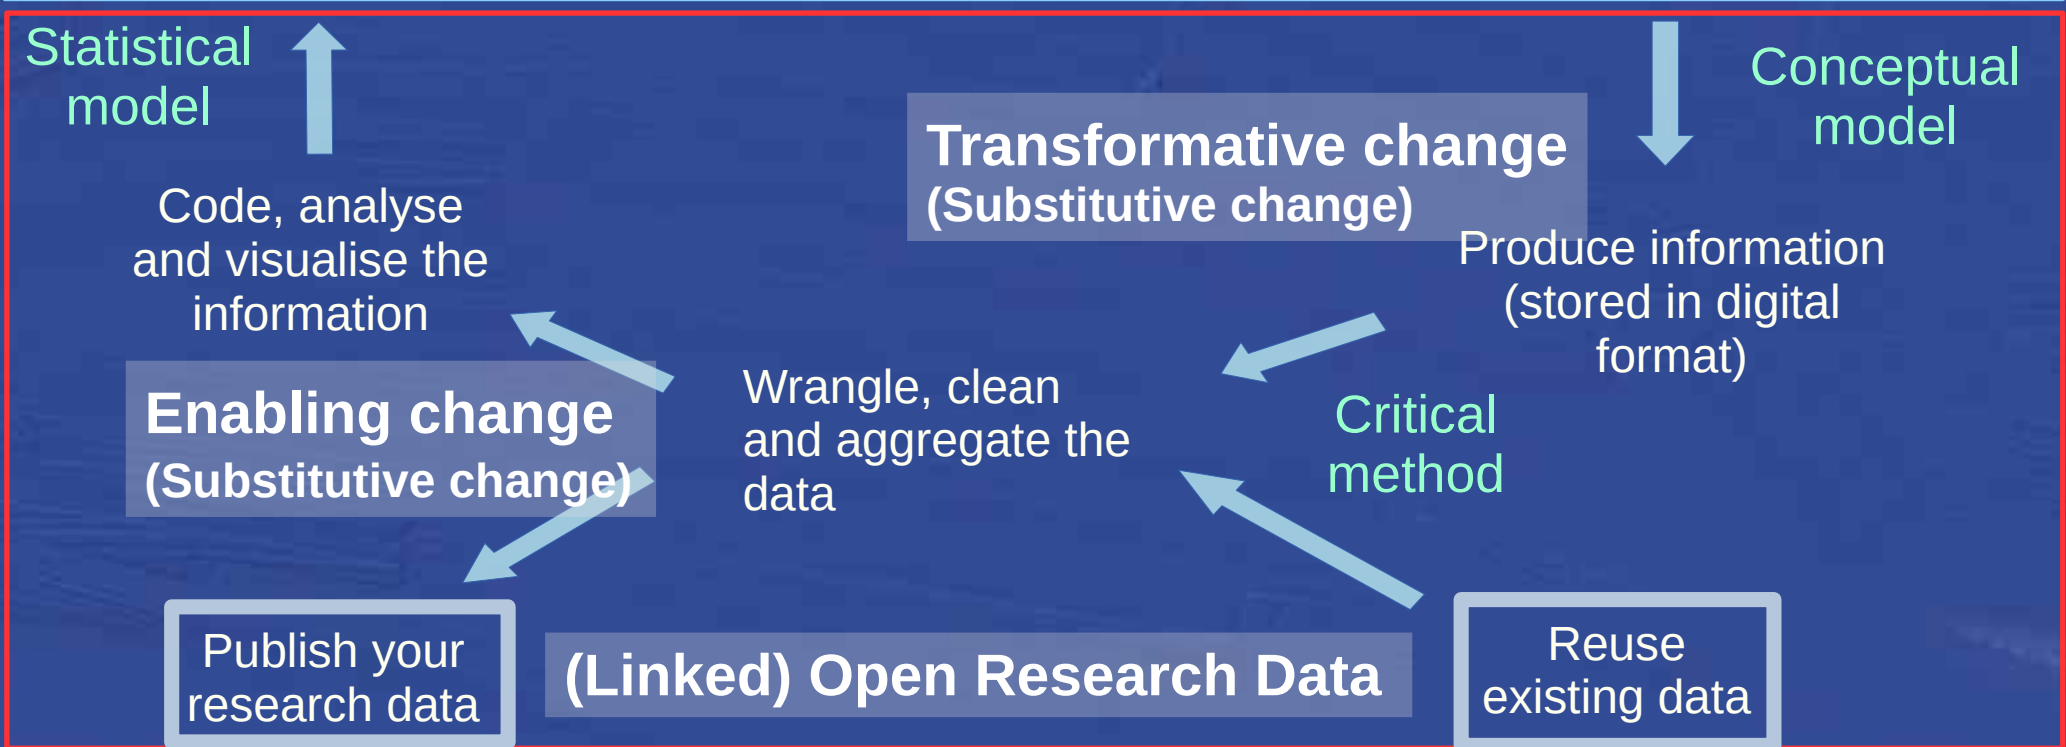 Statistical
model
Conceptual
model
Transformative change
(Substitutive change)
Code, analyse
and visualise the
information
Produce information
(stored in digital
format)
Enabling change
(Substitutive change)
Wrangle, clean
and aggregate the
data
Critical
method
Publish your
research data
(Linked) Open Research Data
Reuse
existing data